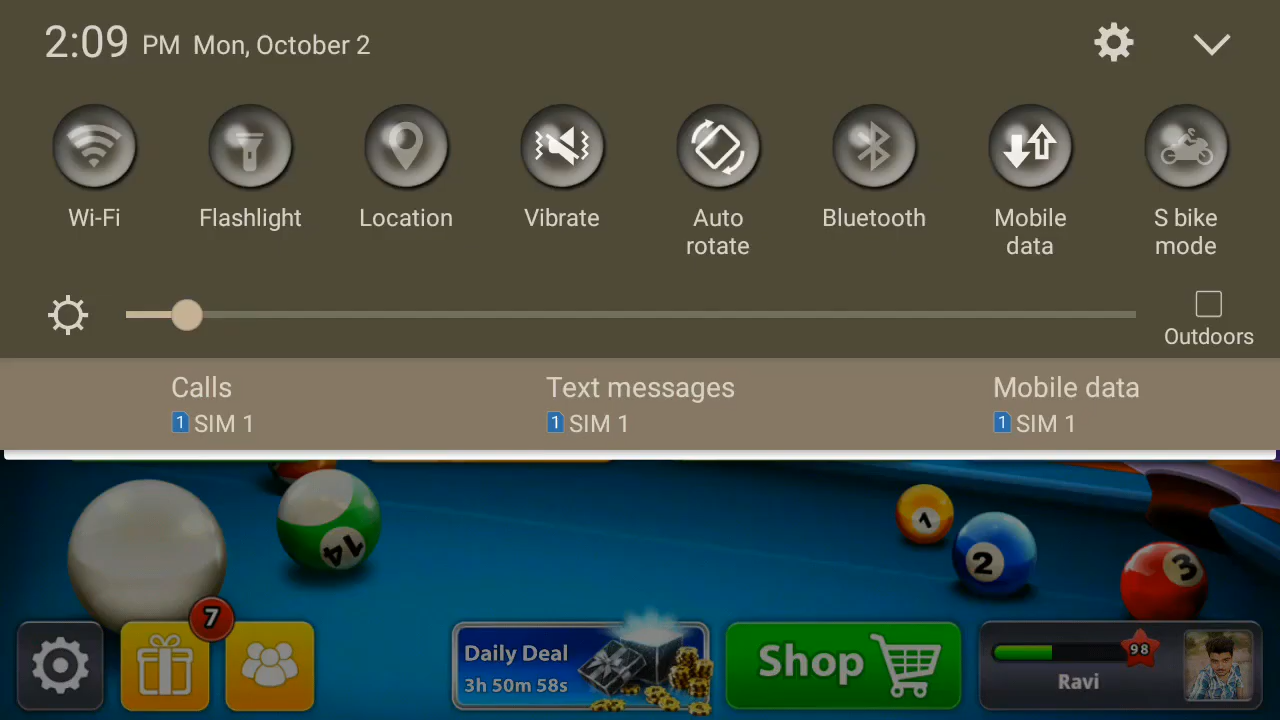 2:09 PM Mon, October 2
Wi-Fi
Flashlight
Location
Vibrate
Auto
rotate
Bluetooth
Mobile
data
S bike
mode
Outdoors
Calls
1 SIM 1
Text messages
1 SIM 1
Mobile data
1 SIM 1
14
1
2
3
7
Daily Deal
3h 50m 58s
Shop
98
Ravi